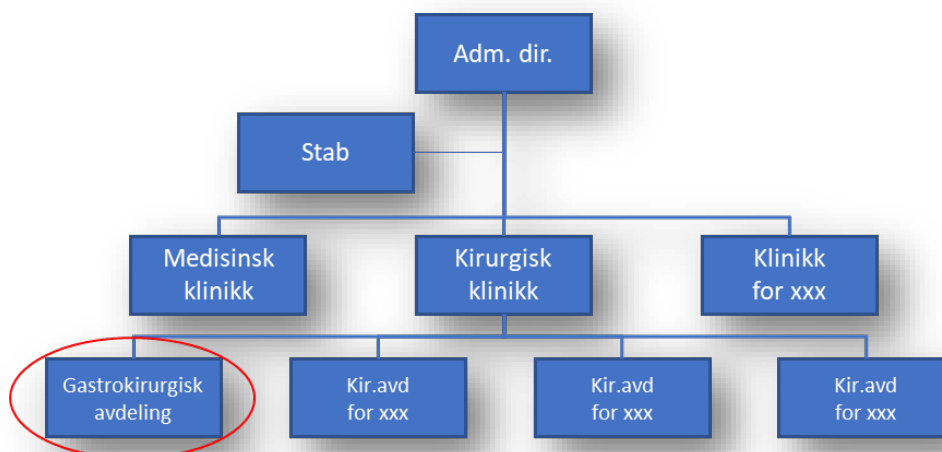 Adm. dir.
Stab
Medisinsk
klinikk
Kirurgisk
klinikk
Klinikk
for xxx
Gastrokirurgisk
avdeling
Kir.avd
for xxx
Kir.avd
for xxx
Kir.avd
for xxx